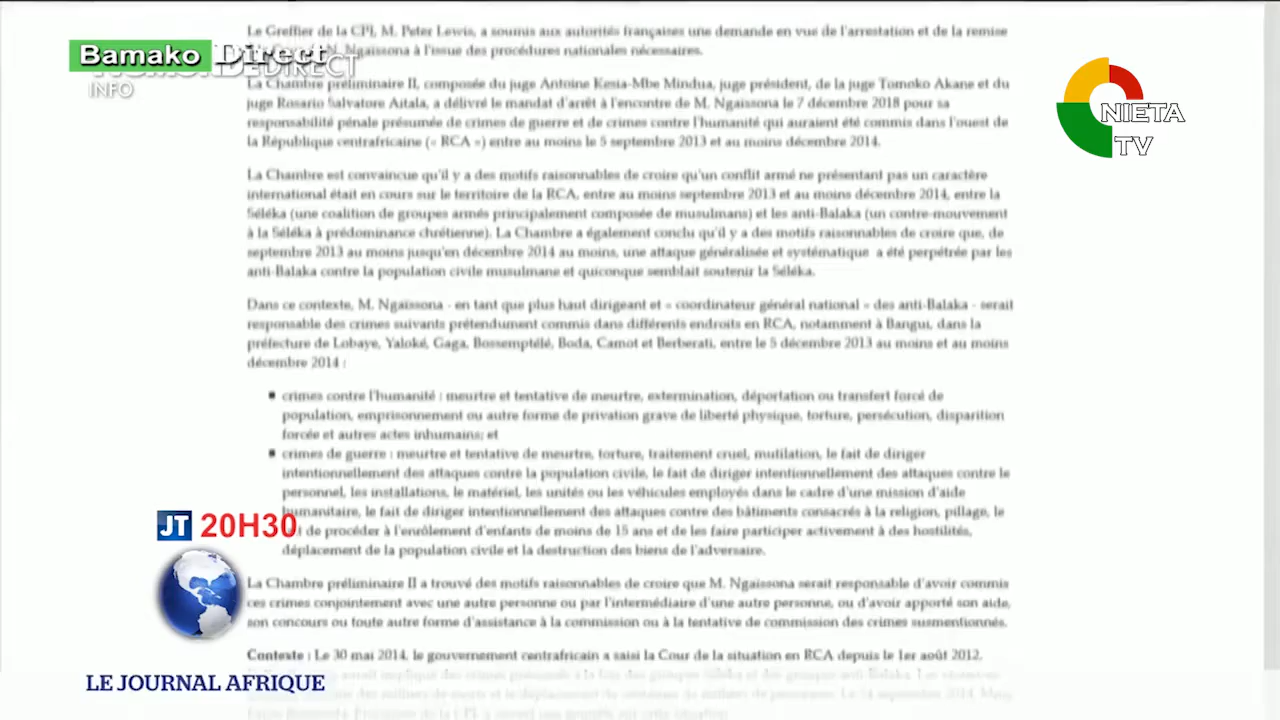 Le Greffier de la CPI, M. Peter Lewis, a soumis aux autorités françaises une demande en vue de l'arrestation et de la remise
Bamako Direct
N. Ngaïssona à l'issue des procédures nationales nécessaires.
DIRECT
INFO
NIETA
TV
La Chambre préliminaire II, composée du juge Antoine Kesia-Mbe Mindua, juge président, de la juge Tomoko Akane et du
juge Rosario Salvatore Aitala, a délivré le mandat d'arrêt à l'encontre de M. Ngaïssona le 7 décembre 2018 pour sa
responsabilité pénale présumée de crimes de guerre et de crimes contre l'humanité qui auraient été commis dans l'ouest de
la République centrafricaine (« RCA ») entre au moins le 5 septembre 2013 et au moins décembre 2014.
La Chambre est convaincue qu'il y a des motifs raisonnables de croire qu'un conflit armé ne présentant pas un caractère
international était en cours sur le territoire de la RCA, entre au moins septembre 2013 et au moins décembre 2014, entre la
Séléka (une coalition de groupes armés principalement composée de musulmans) et les anti-Balaka (un contre-mouvement
à la Séléka à prédominance chrétienne). La Chambre a également conclu qu'il y a des motifs raisonnables de croire que, de
septembre 2013 au moins jusqu'en décembre 2014 au moins, une attaque généralisée et systématique a été perpétrée par les
anti-Balaka contre la population civile musulmane et quiconque semblait soutenir la Séléka.
Dans ce contexte, M. Ngaïssona - en tant que plus haut dirigeant et « coordinateur général national » des anti-Balaka - serait
responsable des crimes suivants prétendument commis dans différents endroits en RCA, notamment à Bangui, dans la
préfecture de Lobaye, Yaloké, Gaga, Bossemptélé, Boda, Carnot et Berberati, entre le 5 décembre 2013 au moins et au moins
décembre 2014 :
▪ crimes contre l'humanité : meurtre et tentative de meurtre, extermination, déportation ou transfert forcé de
population, emprisonnement ou autre forme de privation grave de liberté physique, torture, persécution, disparition
forcée et autres actes inhumains; et
▪ crimes de guerre : meurtre et tentative de meurtre, torture, traitement cruel, mutilation, le fait de diriger
intentionnellement des attaques contre la population civile, le fait de diriger intentionnellement des attaques contre le
personnel, les installations, le matériel, les unités ou les véhicules employés dans le cadre d'une mission d'aide
humanitaire, le fait de diriger intentionnellement des attaques contre des bâtiments consacrés à la religion, pillage, le
JT 20H30
de procéder à l'enrôlement d'enfants de moins de 15 ans et de les faire participer activement à des hostilités,
déplacement de la population civile et la destruction des biens de l'adversaire.
La Chambre préliminaire II a trouvé des motifs raisonnables de croire que M. Ngaïssona serait responsable d'avoir commis
ces crimes conjointement avec une autre personne ou par l'intermédiaire d'une autre personne, ou d'avoir apporté son aide,
son concours ou toute autre forme d'assistance à la commission ou à la tentative de commission des crimes susmentionnés.
Contexte : Le 30 mai 2014, le gouvernement centrafricain a saisi la Cour de la situation en RCA depuis le 1er août 2012.
LE JOURNAL AFRIQUE